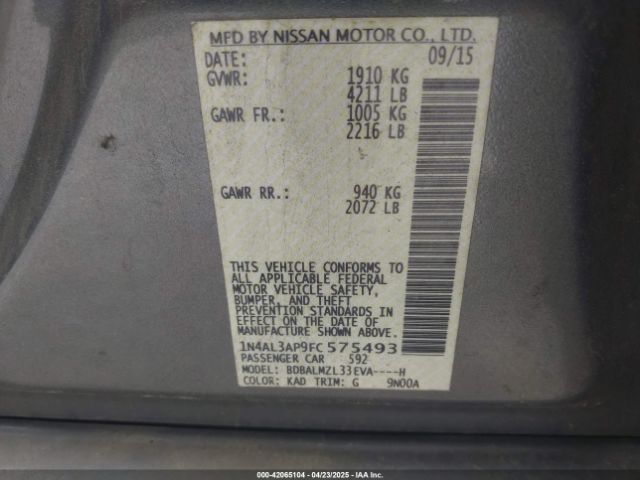 MFD BY NISSAN MOTOR CO., LTD.
DATE: 09/15
GVWR: 1910 KG
4211 LB
GAWR FR.: 1005 KG
2216 LB
GAWR RR.: 940 KG
2072 LB
THIS VEHICLE CONFORMS TO
ALL APPLICABLE FEDERAL
MOTOR VEHICLE SAFETY,
BUMPER, AND THEFT
PREVENTION STANDARDS IN
EFFECT ON THE DATE OF
MANUFACTURE SHOWN ABOVE.
1N4AL3AP9FC 575493
PASSENGER CAR 592
MODEL: BDBALMZL33EVA----H
COLOR: KAD TRIM: G 9N00A
000-42065104 - 04/23/2025 - IAA Inc.